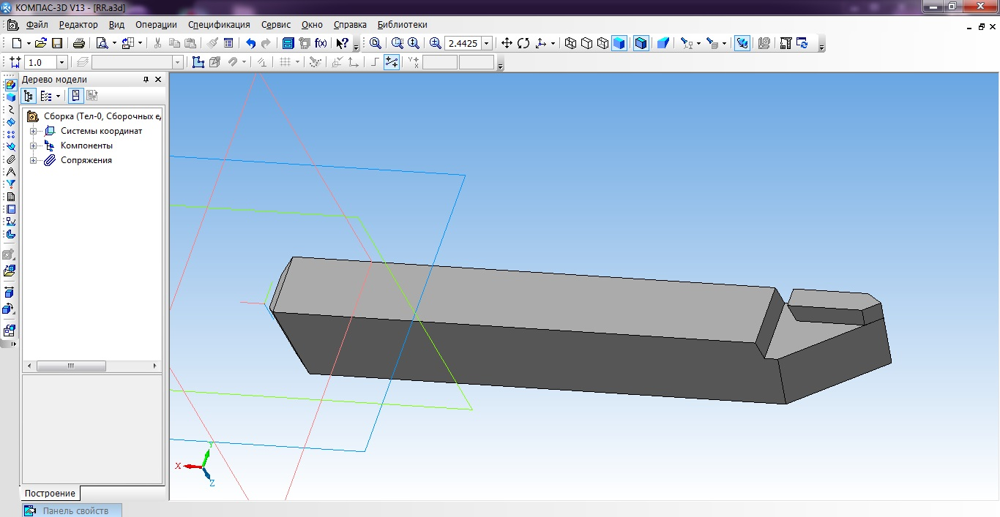 КОМПАС-3D V13 - [RR.a3d]
Файл Редактор Вид Операции Спецификация Сервис Окно Справка Библиотеки
2.4425
f(x)
1.0
Дерево модели
Сборка (Тел-0, Сборочных е
Системы координат
Компоненты
Сопряжения
Y
X
Z
Построение
Панель свойств